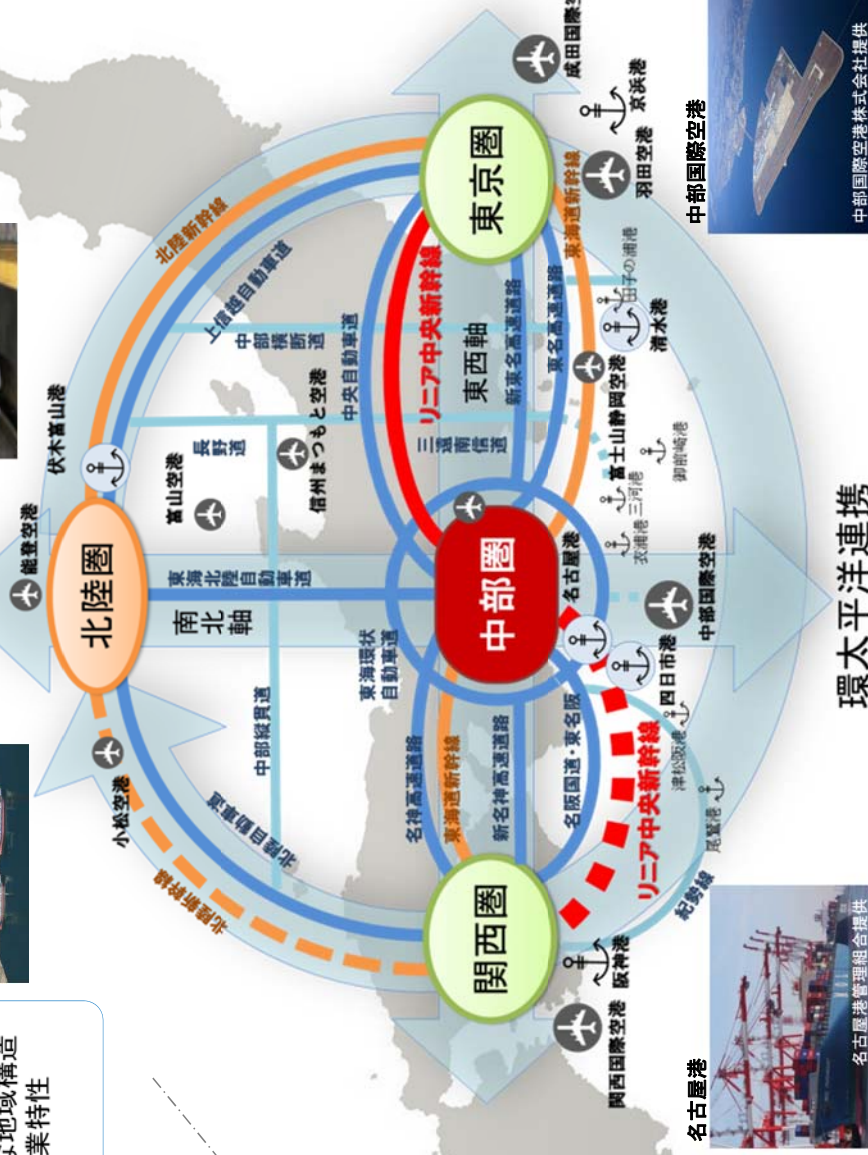 な地域構造
業特性
能登空港
伏木富山港
北陸圏
小松空港
北陸新幹線
北陸新幹線
上信越自動車道
北陸自動車道
富山空港
長野道
中部横断道
信州まつもと空港
南北軸
東海北陸自動車道
中部縦貫道
中央自動車道
東海環状
自動車道
リニア中央新幹線
三遠南信道
東西軸
名神高速道路
東海道新幹線
新名神高速道路
名阪国道・東名阪
関西圏
中部圏
東京圏
新東名高速道路
東名高速道路
東海道新幹線
成田国際空
京浜港
羽田空港
田子の浦港
清水港
富士山静岡空港
御前崎港
三河港
衣浦港
名古屋港
中部国際空港
四日市港
津松阪港
尾鷲港
リニア中央新幹線
紀勢線
阪神港
関西国際空港
環太平洋連携
名古屋港
名古屋港管理組合提供
中部国際空港
中部国際空港株式会社提供